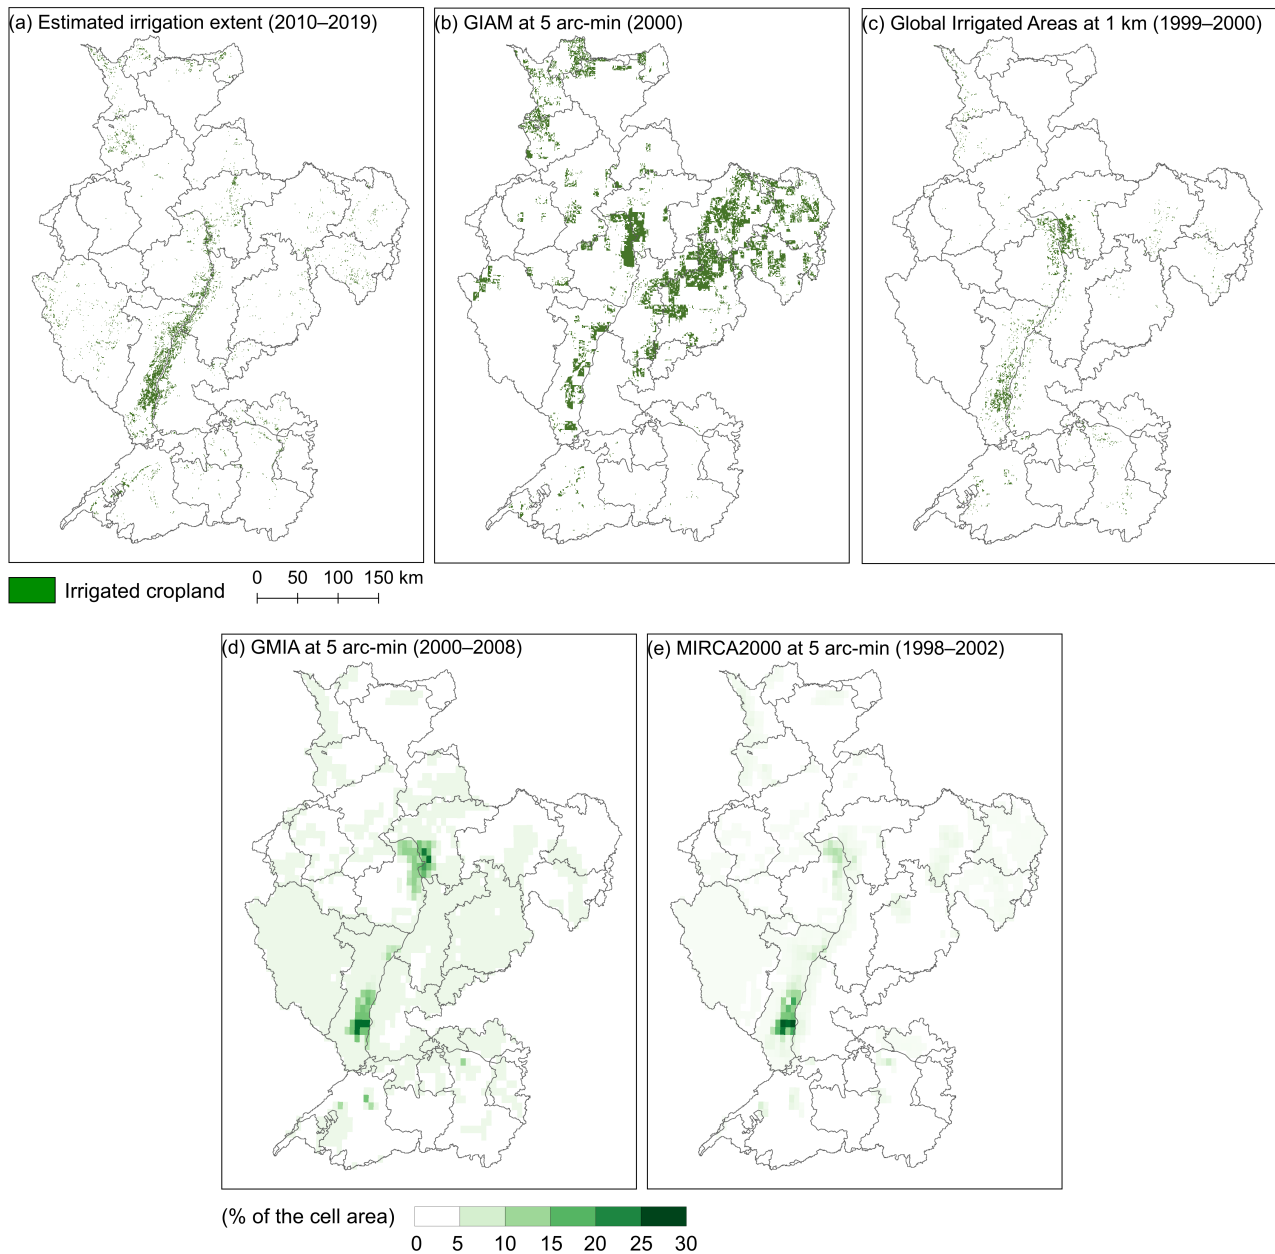 (a) Estimated irrigation extent (2010–2019)
(b) GIAM at 5 arc-min (2000)
(c) Global Irrigated Areas at 1 km (1999–2000)
Irrigated cropland
0 50 100 150 km
(d) GMIA at 5 arc-min (2000–2008)
(e) MIRCA2000 at 5 arc-min (1998–2002)
(% of the cell area)
0 5 10 15 20 25 30